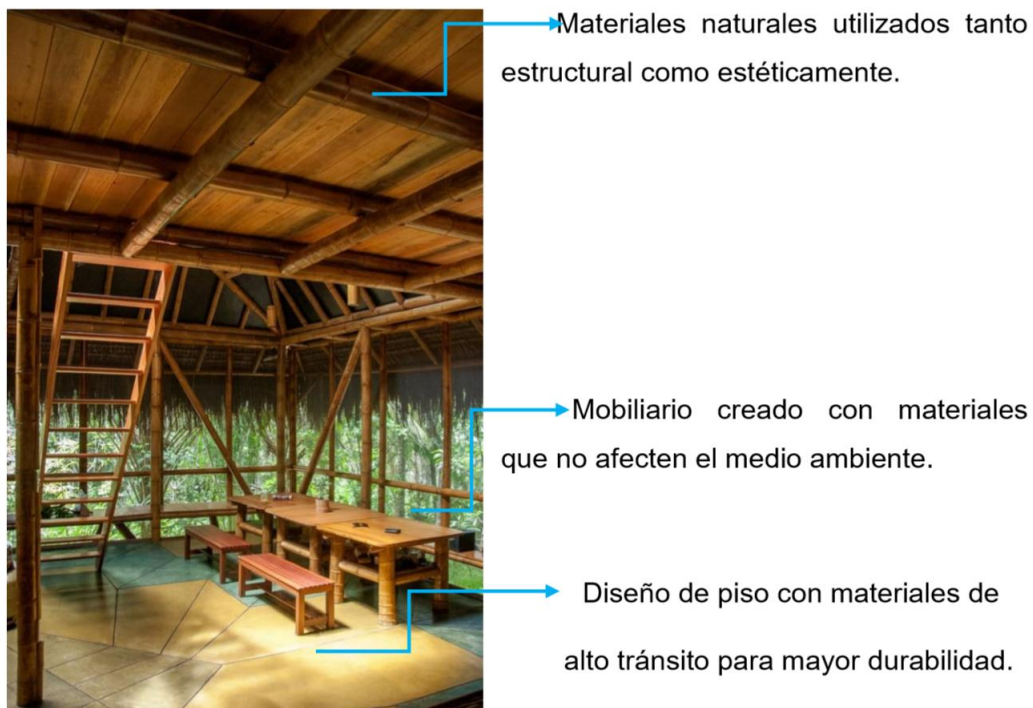 Materiales naturales utilizados tanto
estructural como estéticamente.
Mobiliario creado con materiales
que no afecten el medio ambiente.
Diseño de piso con materiales de
alto tránsito para mayor durabilidad.